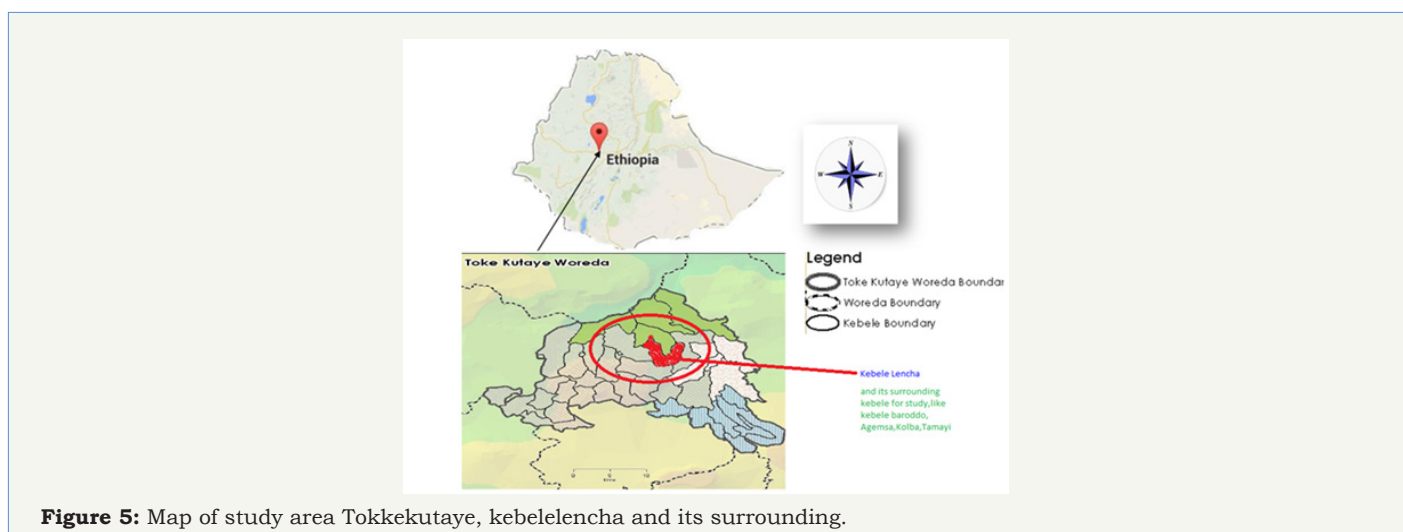 Ethiopia
N
W
E
S
Toke Kutaye Woreda
Legend
Toke Kutaye Woreda Boundar
Woreda Boundary
Kebele Boundary
Kebele Lencha
and its surrounding
kebele for study,like
kebele baroddo,
Agemsa,Kolba,Tamayi
Figure 5: Map of study area Tokkekutaye, kebelelencha and its surrounding.